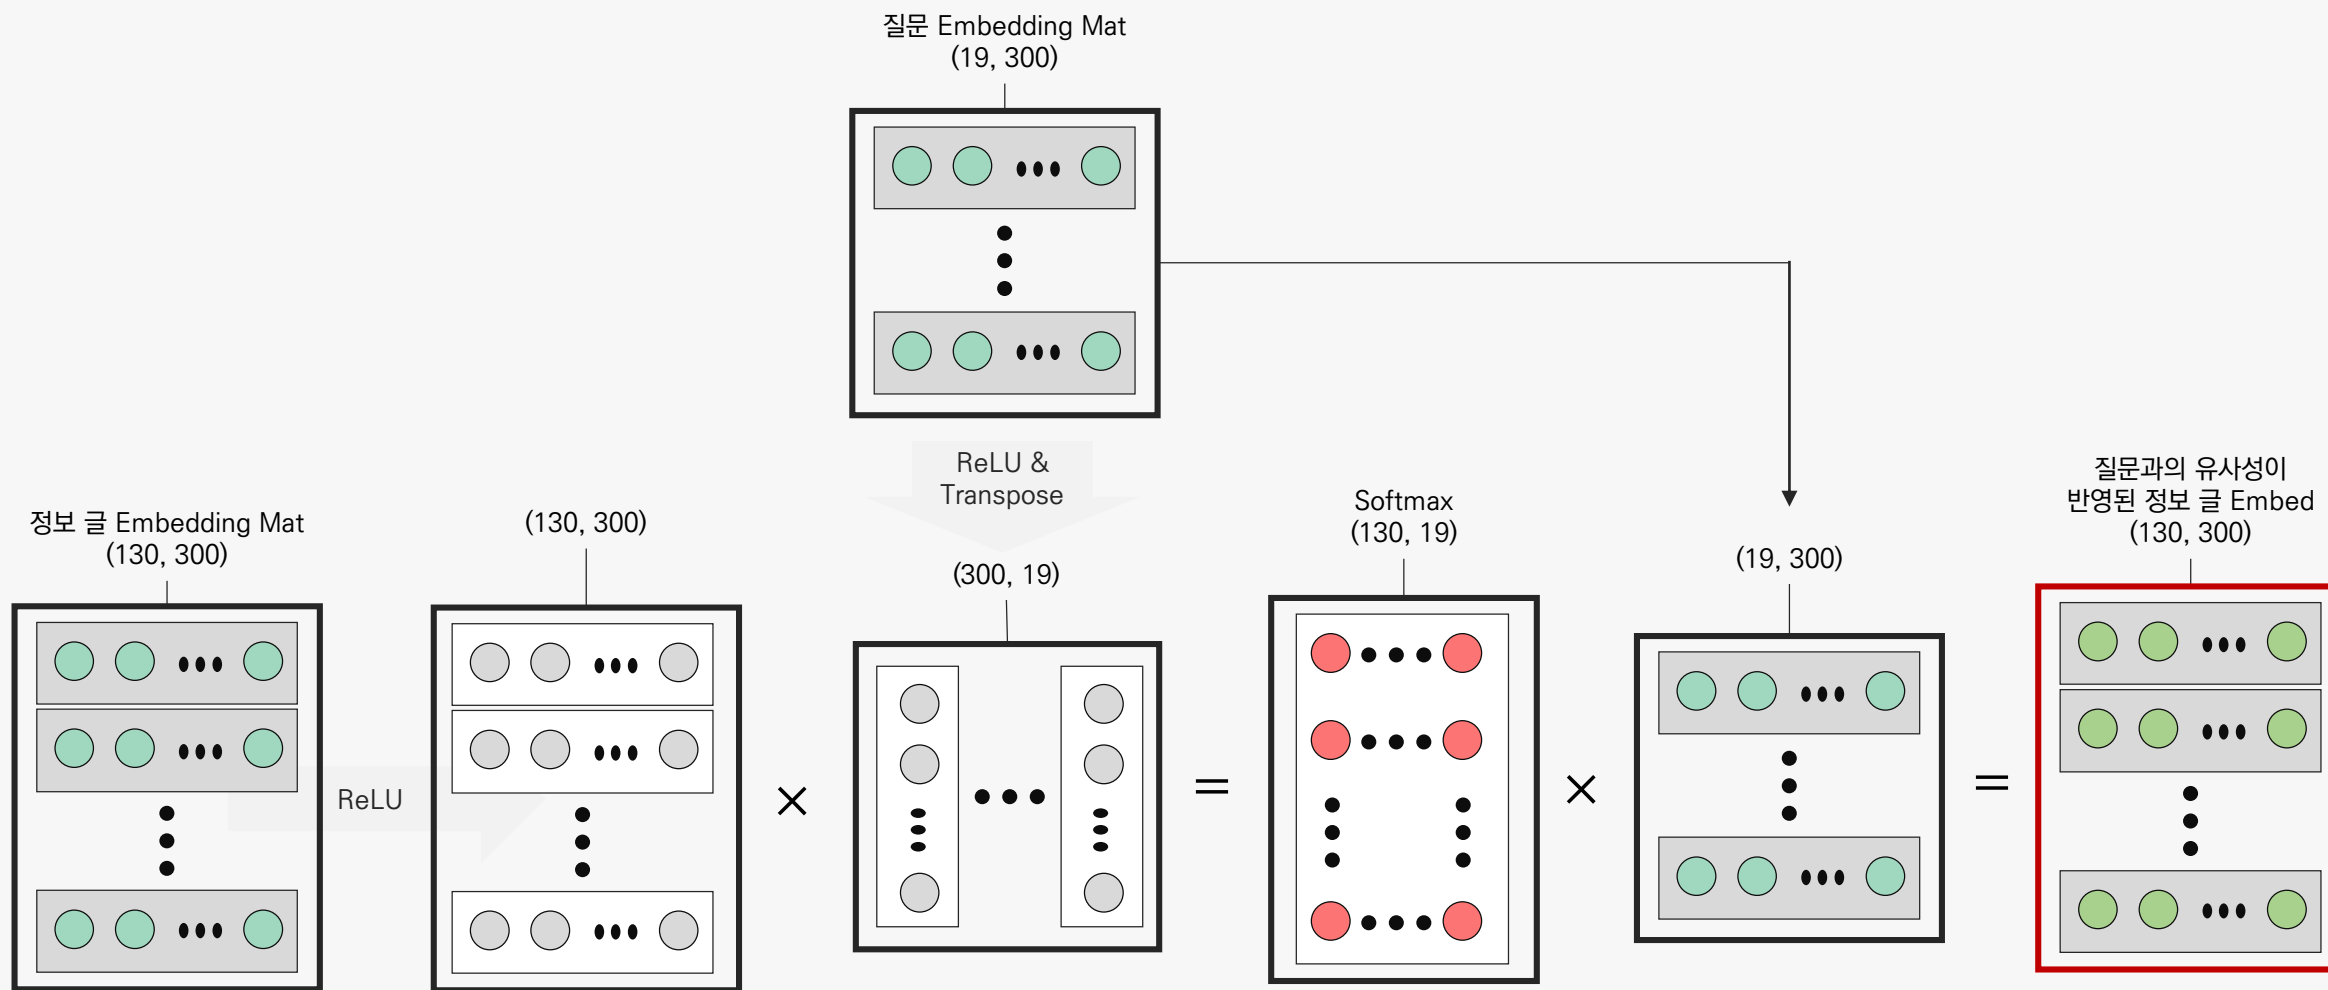 질문 Embedding Mat
(19, 300)
ReLU &
Transpose
정보 글 Embedding Mat
(130, 300)
ReLU
(130, 300)
×
(300, 19)
=
Softmax
(130, 19)
×
(19, 300)
=
질문과의 유사성이
반영된 정보 글 Embed
(130, 300)